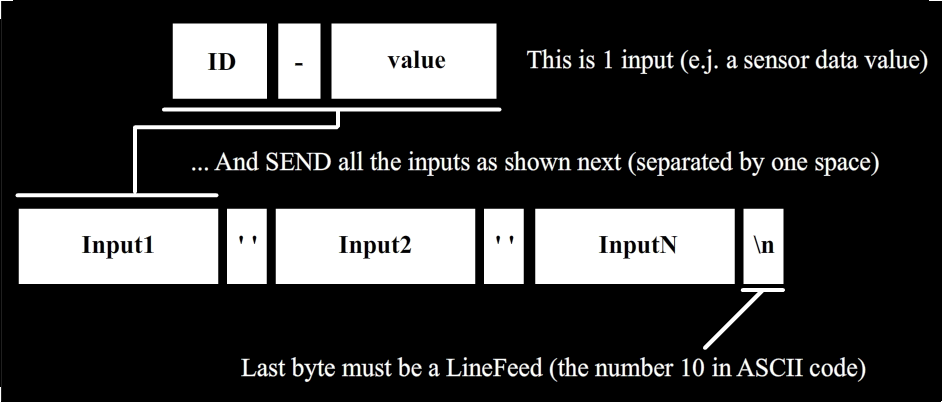 ID - value This is 1 input (e.j. a sensor data value)
... And SEND all the inputs as shown next (separated by one space)
Input1 ' ' Input2 ' ' InputN \n
Last byte must be a LineFeed (the number 10 in ASCII code)